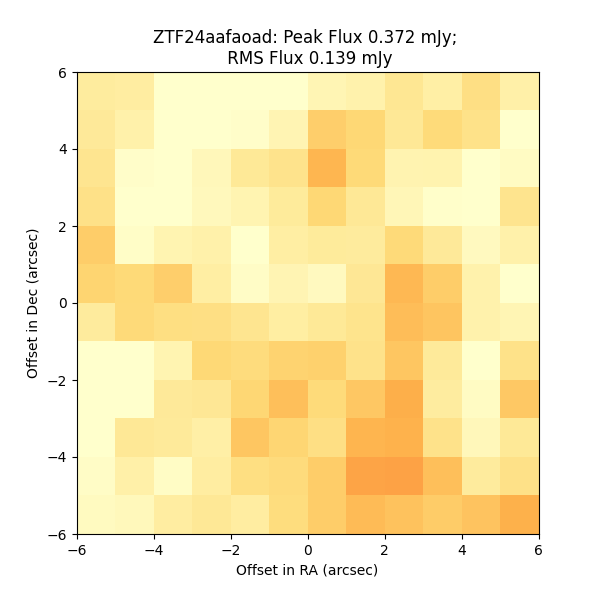 ZTF24aafaoad: Peak Flux 0.372 mJy;
RMS Flux 0.139 mJy
6
4
2
0
−2
−4
−6
Offset in Dec (arcsec)
−6 −4 −2 0 2 4 6
Offset in RA (arcsec)